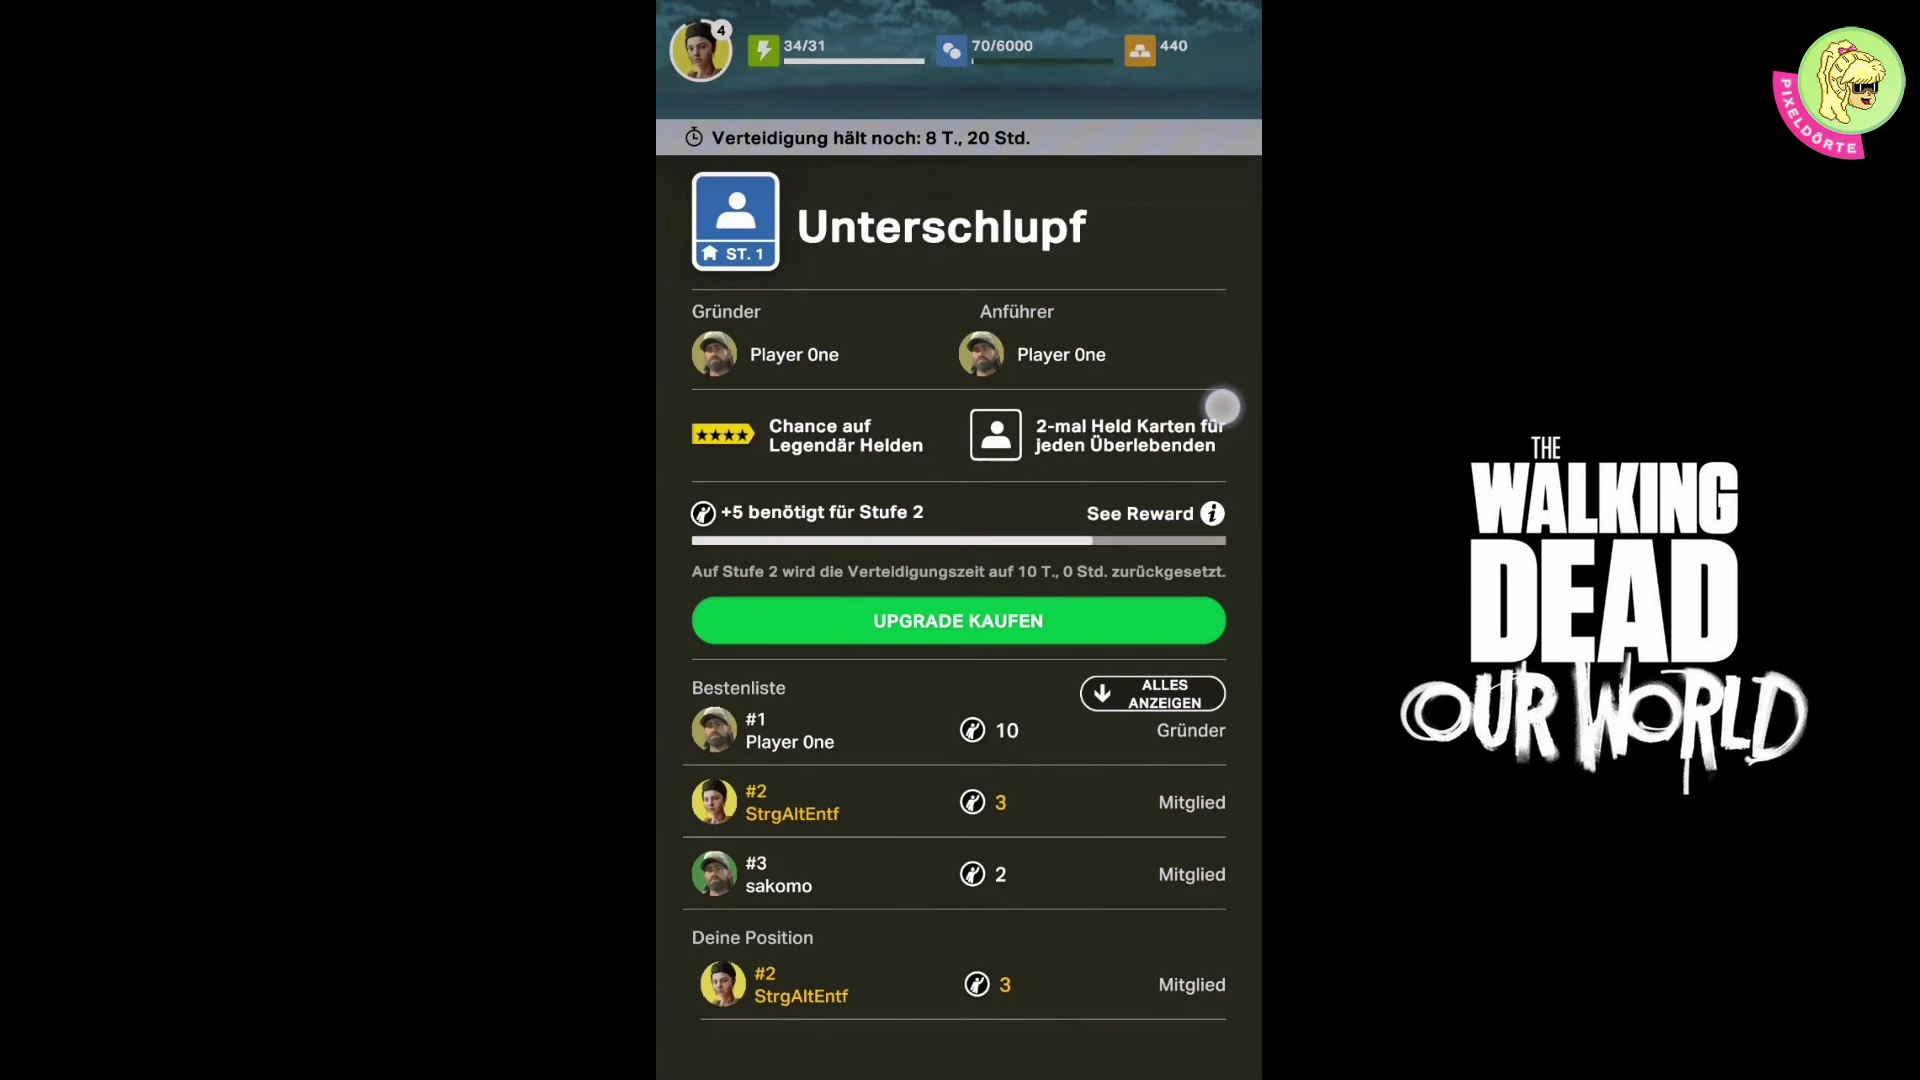 4
34/31
70/6000
440
PIXELDÖRTE
Verteidigung hält noch: 8 T., 20 Std.
ST. 1
Unterschlupf
Gründer
Anführer
Player 0ne
Player 0ne
Chance auf
Legendär Helden
2-mal Held Karten für
jeden Überlebenden
+5 benötigt für Stufe 2
See Reward
Auf Stufe 2 wird die Verteidigungszeit auf 10 T., 0 Std. zurückgesetzt.
UPGRADE KAUFEN
Bestenliste
ALLES
ANZEIGEN
#1
Player 0ne
10
Gründer
#2
StrgAltEntf
3
Mitglied
#3
sakomo
2
Mitglied
Deine Position
#2
StrgAltEntf
3
Mitglied
THE
WALKING
DEAD
OUR WORLD